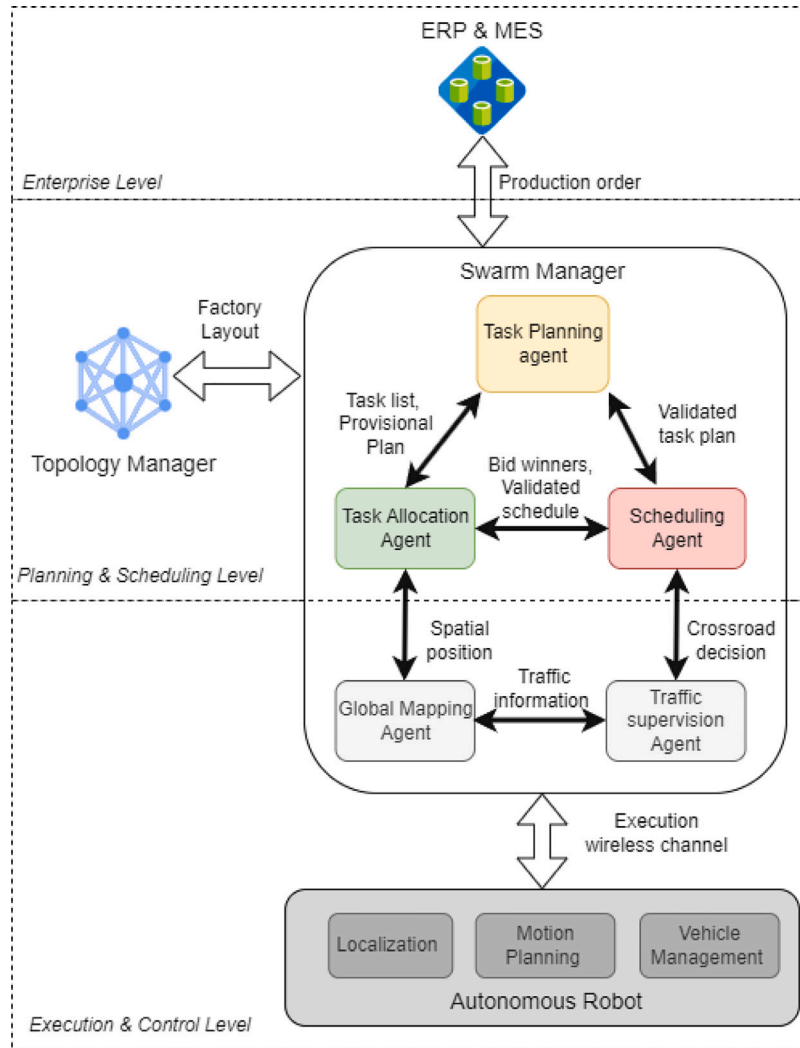 ERP & MES
Enterprise Level
Production order
Swarm Manager
Factory
Layout
Task Planning
agent
Topology Manager
Task list,
Provisional
Plan
Validated
task plan
Bid winners,
Validated
schedule
Task Allocation
Agent
Scheduling
Agent
Planning & Scheduling Level
Spatial
position
Crossroad
decision
Traffic
information
Global Mapping
Agent
Traffic
supervision
Agent
Execution
wireless channel
Localization
Motion
Planning
Vehicle
Management
Autonomous Robot
Execution & Control Level